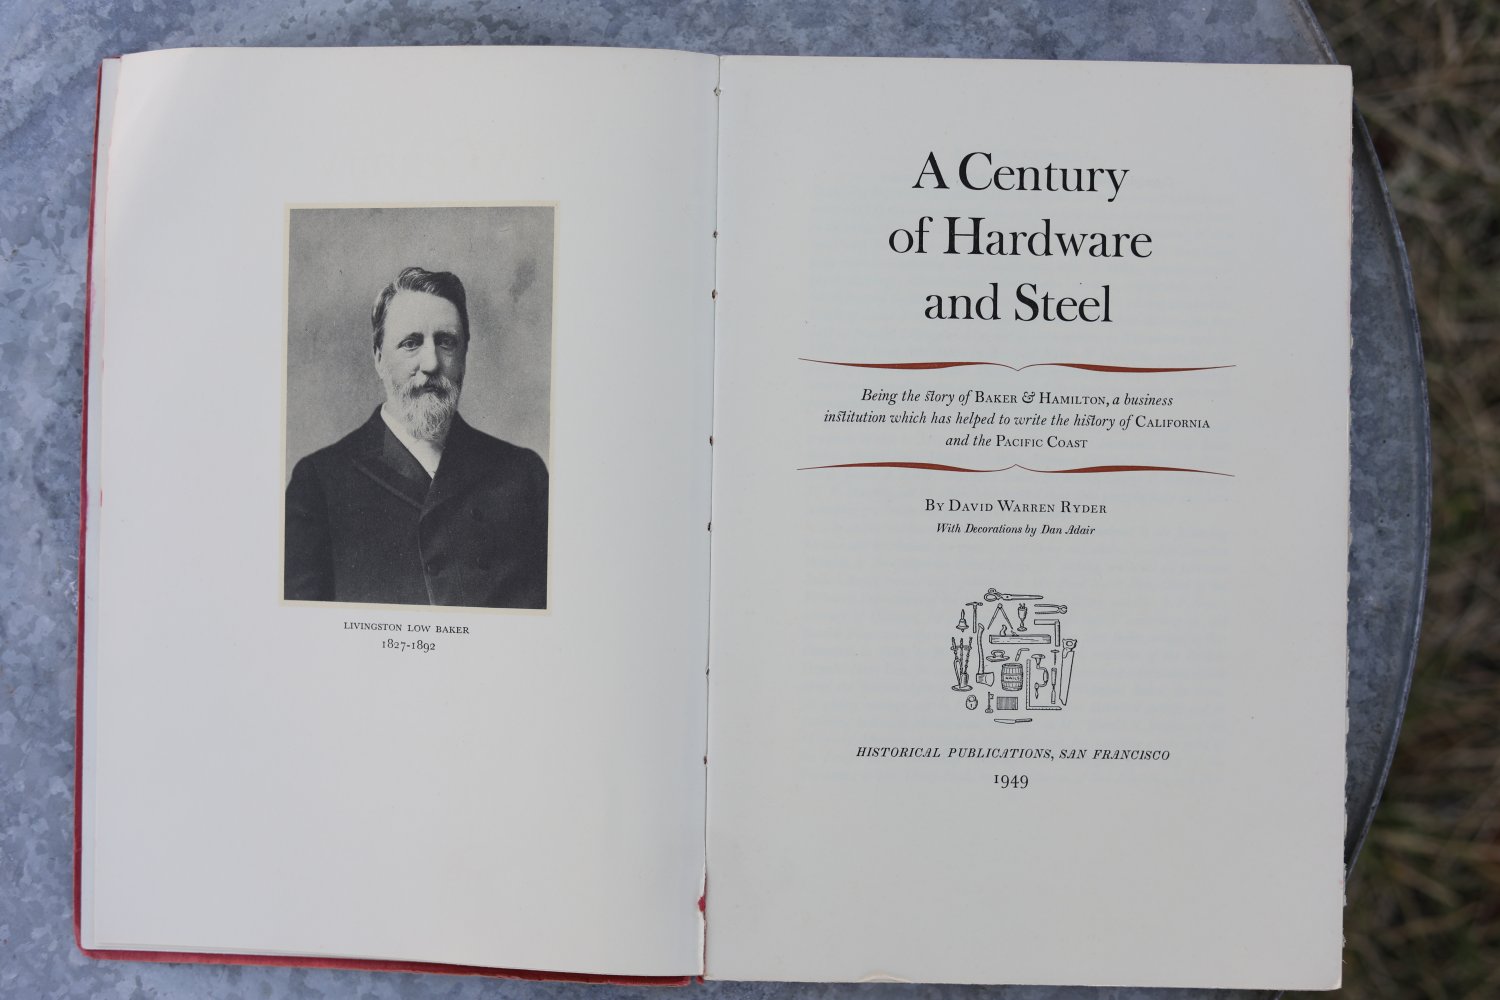 LIVINGSTON LOW BAKER
1827-1892
A Century
of Hardware
and Steel
Being the story of BAKER & HAMILTON, a business
institution which has helped to write the history of CALIFORNIA
and the PACIFIC COAST
BY DAVID WARREN RYDER
With Decorations by Dan Adair
NAILS
HISTORICAL PUBLICATIONS, SAN FRANCISCO
1949